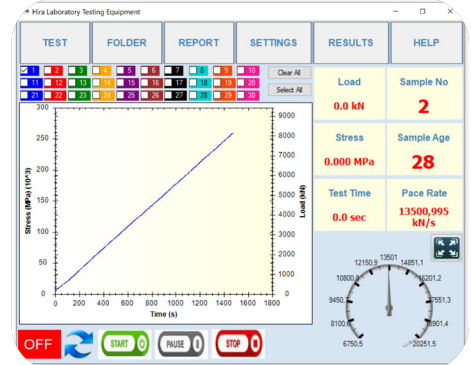 Hira Laboratory Testing Equipment
TEST FOLDER REPORT SETTINGS RESULTS HELP
1 2 3 4 5 6 7 8 9 10 Clear All
11 12 13 14 15 16 17 18 19 20 Select All
21 22 23 24 25 26 27 28 29 30
Load
0.0 kN
Sample No
2
Stress
0.000 MPa
Sample Age
28
Test Time
0.0 sec
Pace Rate
13500,995
kN/s
Stress (MPa) (10^3)
300
250
200
150
100
50
0
9000
8000
7000
6000
5000
4000
3000
2000
1000
0
Load (kN)
0 200 400 600 800 1000 1200 1400 1600 1800
Time (s)
13501
12150,9 14851,1
10800,8 16201,2
9450,7 17551,3
8100,6 18901,4
6750,5 20251,5
OFF START PAUSE STOP